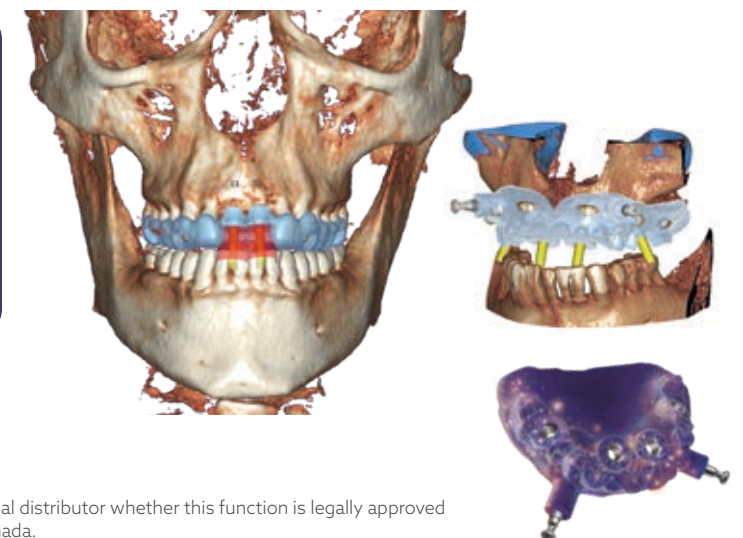 al distributor whether this function is legally approved
nada.